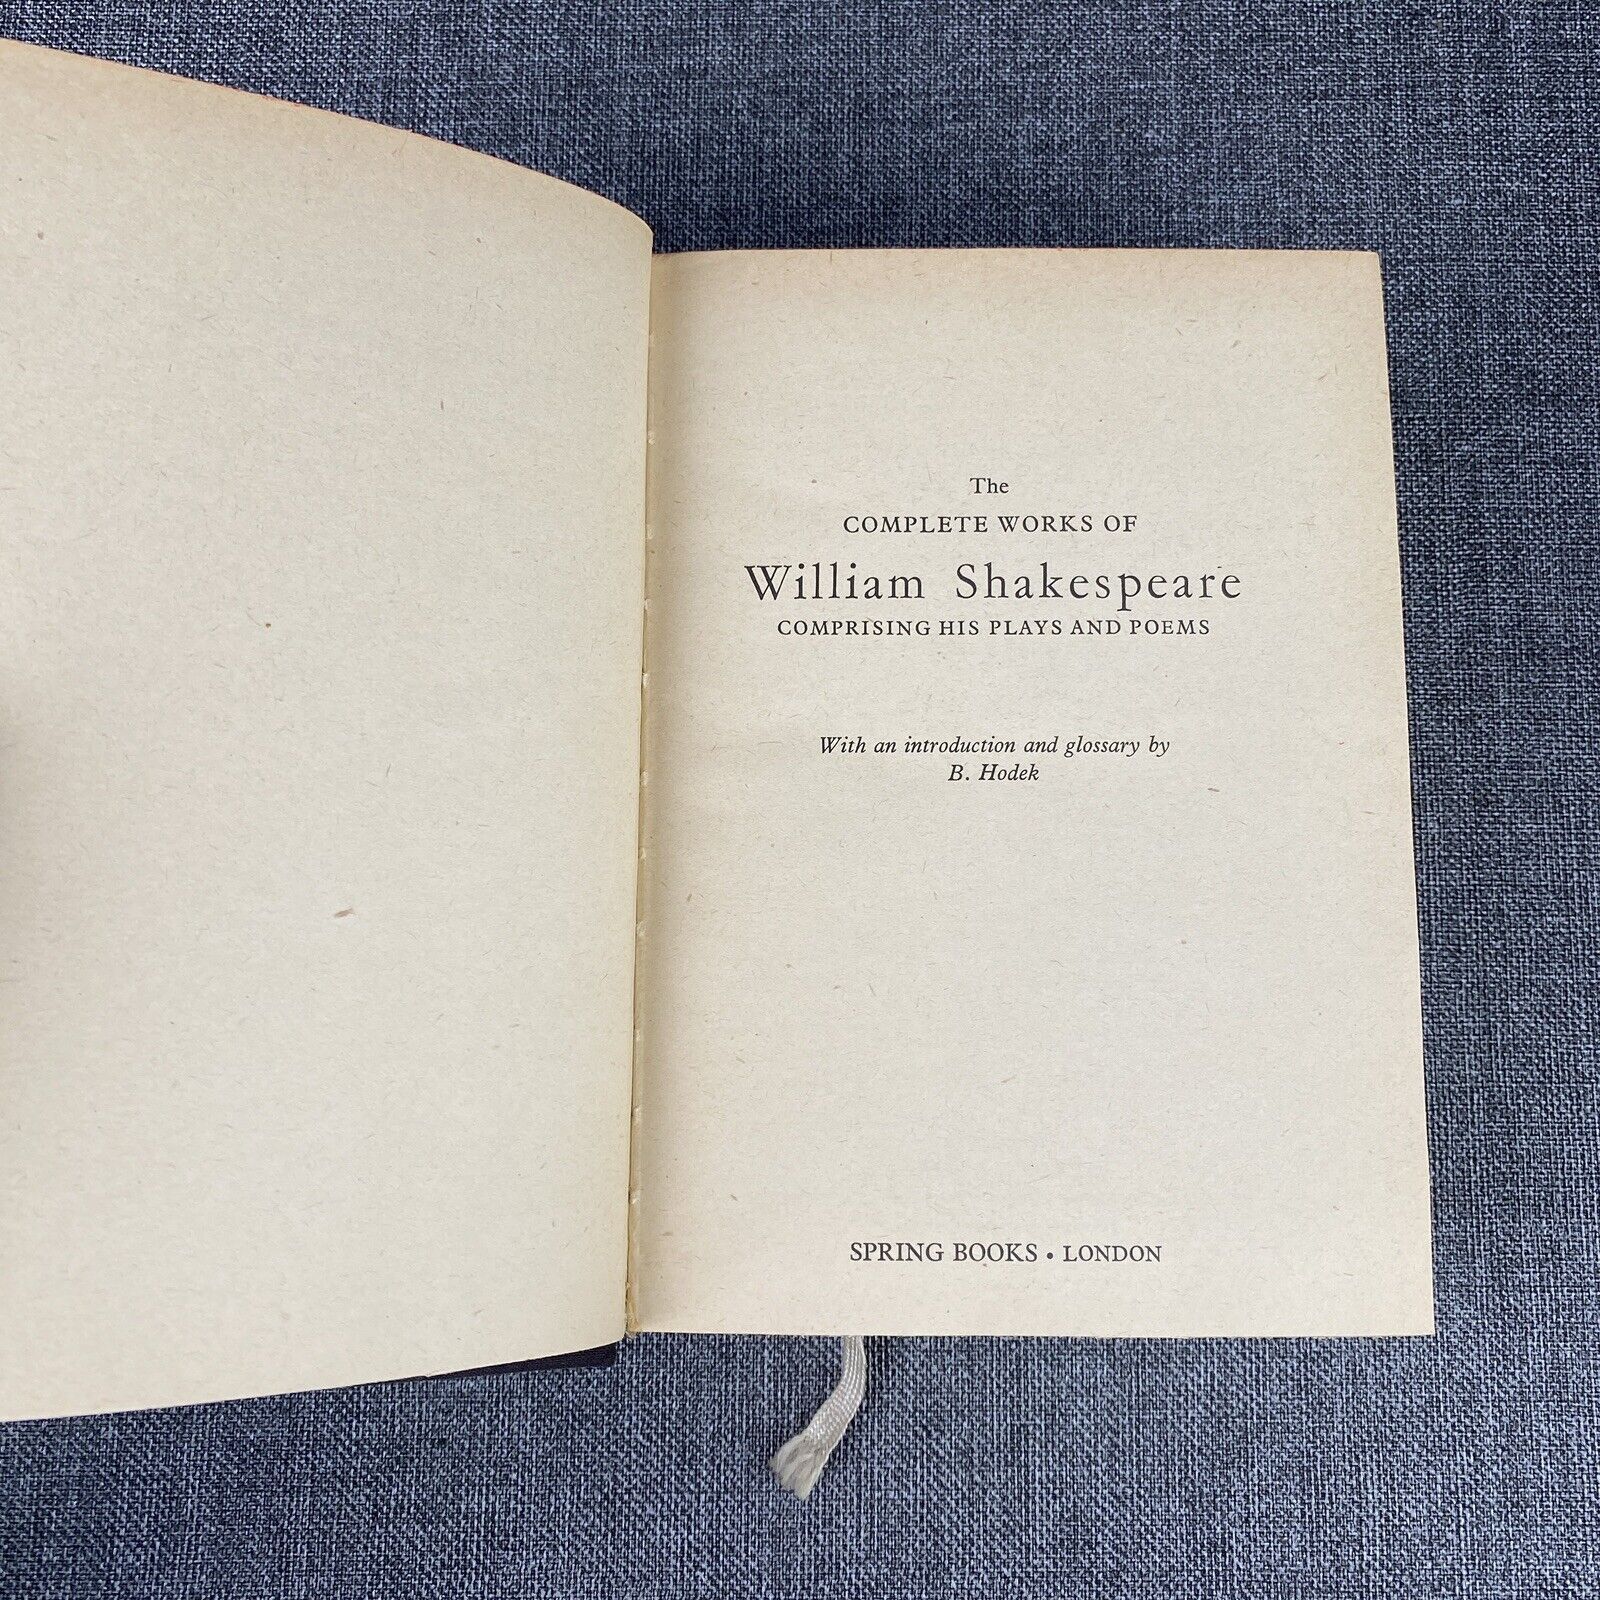 The
COMPLETE WORKS OF
William Shakespeare
COMPRISING HIS PLAYS AND POEMS
With an introduction and glossary by
B. Hodek
SPRING BOOKS • LONDON